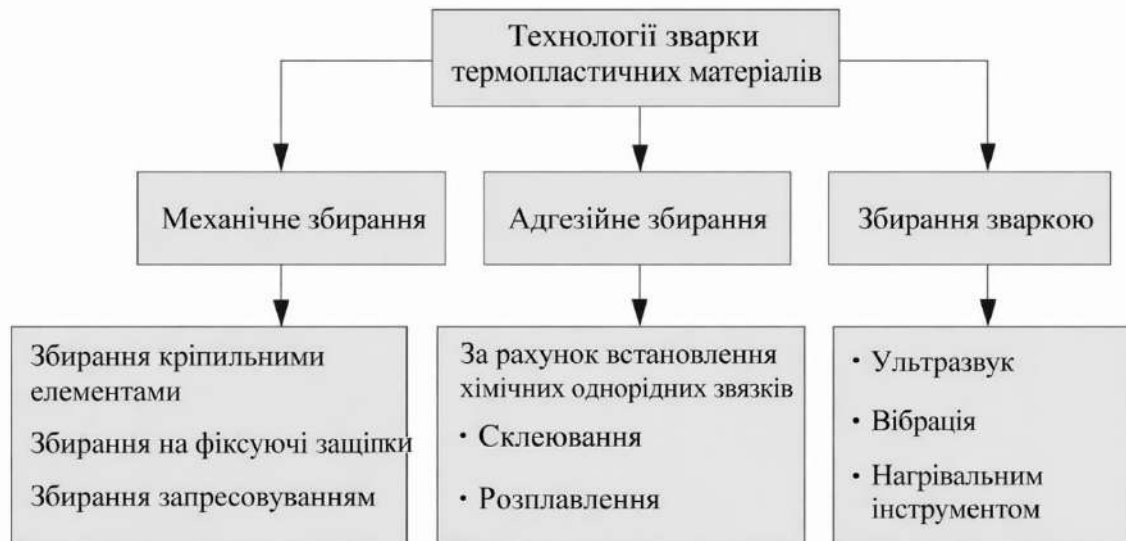 Технології зварки
термопластичних матеріалів
Механічне збирання
Адгезійне збирання
Збирання зваркою
Збирання кріпильними
елементами
Збирання на фіксуючі защіпки
Збирання запресовуванням
За рахунок встановлення
хімічних однорідних звязків
· Склеювання
· Розплавлення
· Ультразвук
· Вібрація
· Нагрівальним
інструментом